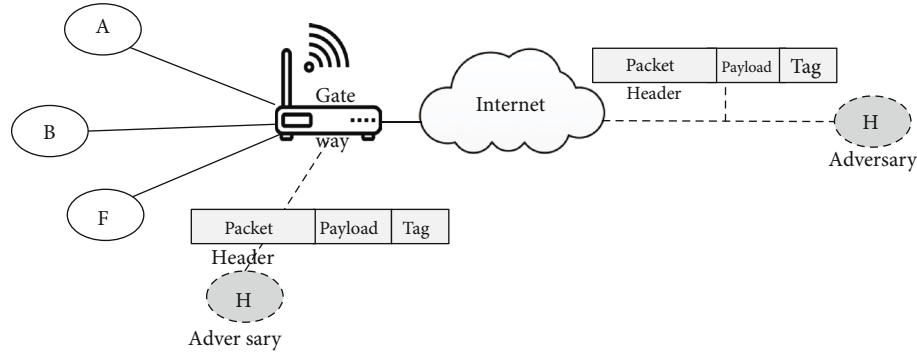 A
B
F
Gate
way
Internet
Packet Payload Tag
Header
H
Adversary
Packet Payload Tag
Header
H
Adver sary